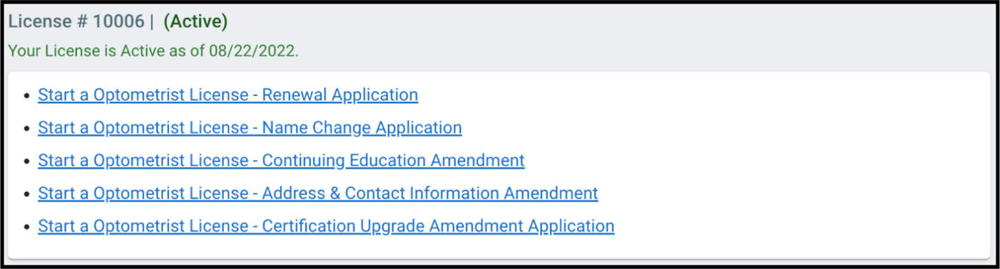 License # 10006 | (Active)
Your License is Active as of 08/22/2022.
Start a Optometrist License - Renewal Application
Start a Optometrist License - Name Change Application
Start a Optometrist License - Continuing Education Amendment
Start a Optometrist License - Address & Contact Information Amendment
Start a Optometrist License - Certification Upgrade Amendment Application